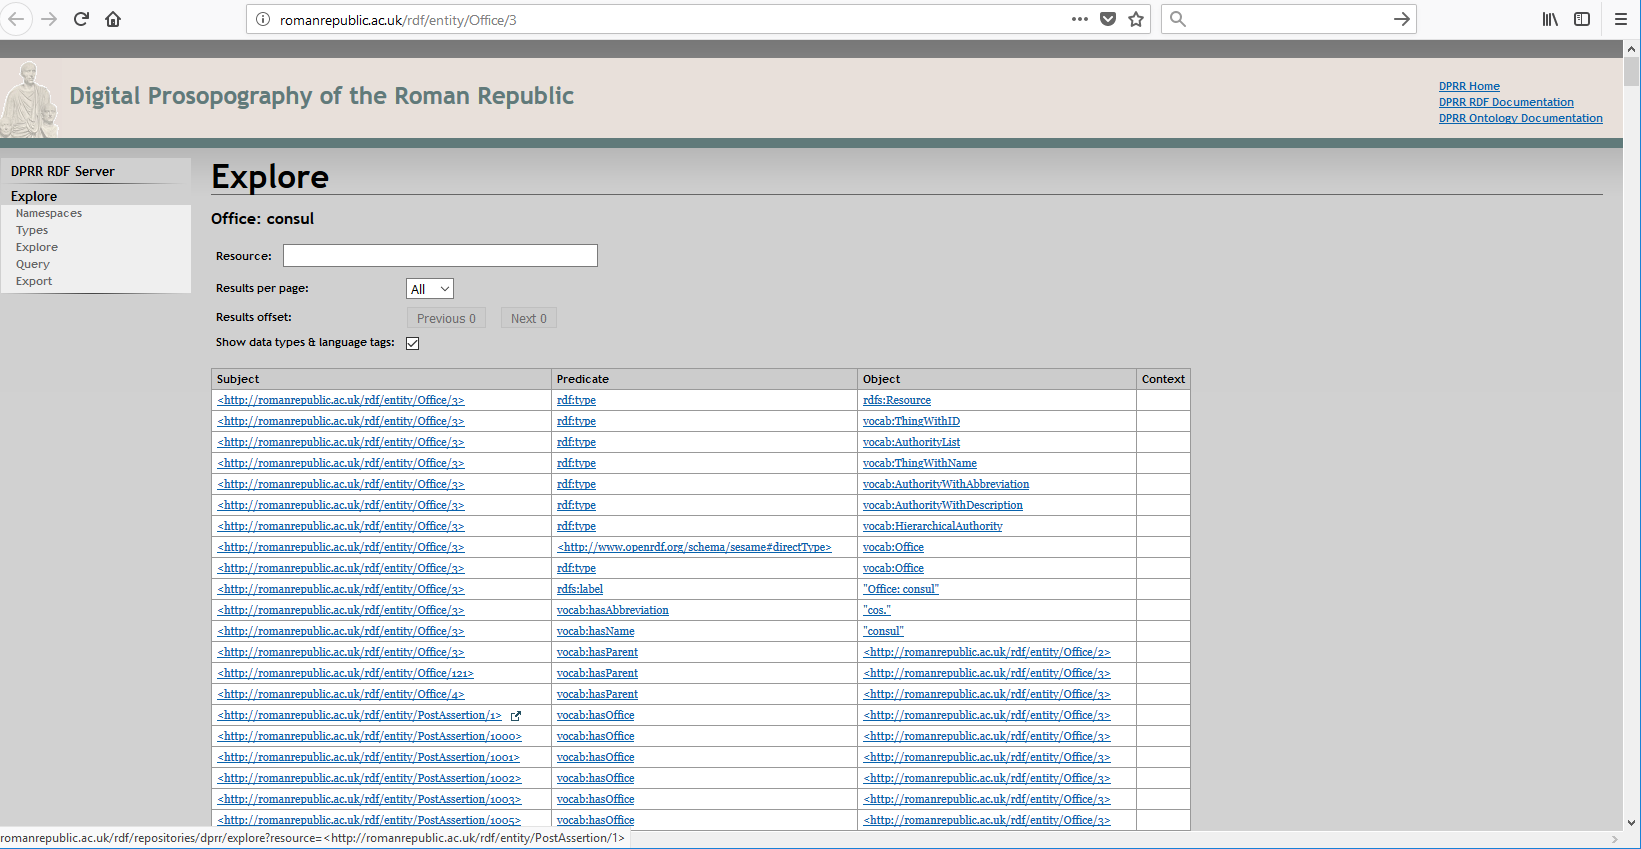 romanrepublic.ac.uk/rdf/entity/Office/3
Digital Prosopography of the Roman Republic
DPRR Home
DPRR RDF Documentation
DPRR Ontology Documentation
DPRR RDF Server
Explore
Namespaces
Types
Explore
Query
Export
Explore
Office: consul
Resource:
Results per page: All
Results offset: Previous 0 Next 0
Show data types & language tags:
Subject Predicate Object Context
<http://romanrepublic.ac.uk/rdf/entity/Office/3> rdf:type rdfs:Resource
<http://romanrepublic.ac.uk/rdf/entity/Office/3> rdf:type vocab:ThingWithID
<http://romanrepublic.ac.uk/rdf/entity/Office/3> rdf:type vocab:AuthorityList
<http://romanrepublic.ac.uk/rdf/entity/Office/3> rdf:type vocab:ThingWithName
<http://romanrepublic.ac.uk/rdf/entity/Office/3> rdf:type vocab:AuthorityWithAbbreviation
<http://romanrepublic.ac.uk/rdf/entity/Office/3> rdf:type vocab:AuthorityWithDescription
<http://romanrepublic.ac.uk/rdf/entity/Office/3> rdf:type vocab:HierarchicalAuthority
<http://romanrepublic.ac.uk/rdf/entity/Office/3> <http://www.openrdf.org/schema/sesame#directType> vocab:Office
<http://romanrepublic.ac.uk/rdf/entity/Office/3> rdf:type vocab:Office
<http://romanrepublic.ac.uk/rdf/entity/Office/3> rdfs:label "Office: consul"
<http://romanrepublic.ac.uk/rdf/entity/Office/3> vocab:hasAbbreviation "cos."
<http://romanrepublic.ac.uk/rdf/entity/Office/3> vocab:hasName "consul"
<http://romanrepublic.ac.uk/rdf/entity/Office/3> vocab:hasParent <http://romanrepublic.ac.uk/rdf/entity/Office/2>
<http://romanrepublic.ac.uk/rdf/entity/Office/121> vocab:hasParent <http://romanrepublic.ac.uk/rdf/entity/Office/3>
<http://romanrepublic.ac.uk/rdf/entity/Office/4> vocab:hasParent <http://romanrepublic.ac.uk/rdf/entity/Office/3>
<http://romanrepublic.ac.uk/rdf/entity/PostAssertion/1> vocab:hasOffice <http://romanrepublic.ac.uk/rdf/entity/Office/3>
<http://romanrepublic.ac.uk/rdf/entity/PostAssertion/1000> vocab:hasOffice <http://romanrepublic.ac.uk/rdf/entity/Office/3>
<http://romanrepublic.ac.uk/rdf/entity/PostAssertion/1001> vocab:hasOffice <http://romanrepublic.ac.uk/rdf/entity/Office/3>
<http://romanrepublic.ac.uk/rdf/entity/PostAssertion/1002> vocab:hasOffice <http://romanrepublic.ac.uk/rdf/entity/Office/3>
<http://romanrepublic.ac.uk/rdf/entity/PostAssertion/1003> vocab:hasOffice <http://romanrepublic.ac.uk/rdf/entity/Office/3>
<http://romanrepublic.ac.uk/rdf/entity/PostAssertion/1005> vocab:hasOffice <http://romanrepublic.ac.uk/rdf/entity/Office/3>
romanrepublic.ac.uk/rdf/repositories/dprr/explore?resource=<http://romanrepublic.ac.uk/rdf/entity/PostAssertion/1>